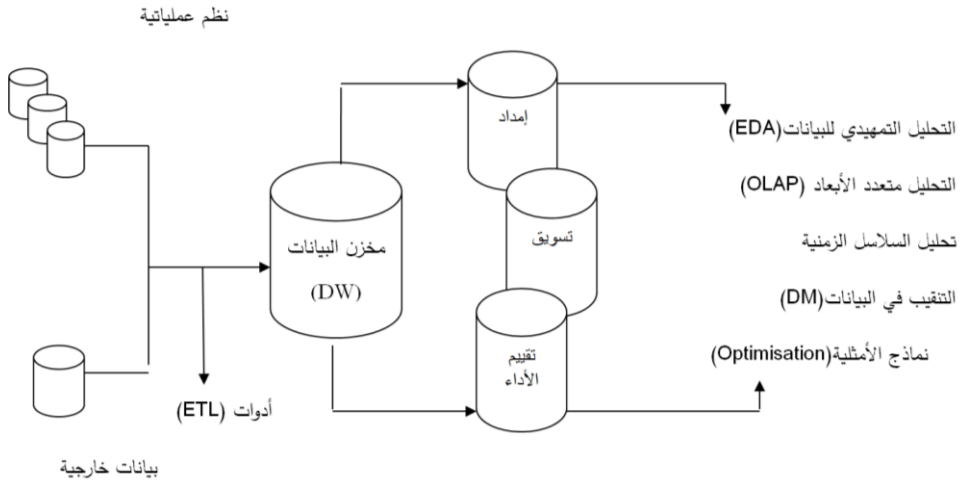 نظم عملياتية
إمداد
التحليل التمهيدي للبيانات(EDA)
التحليل متعدد الأبعاد (OLAP)
تسويق
تحليل السلاسل الزمنية
مخزن البيانات
(DW)
التنقيب في البيانات(DM)
تقييم
الأداء
نماذج الأمثلية(Optimisation)
أدوات (ETL)
بيانات خارجية